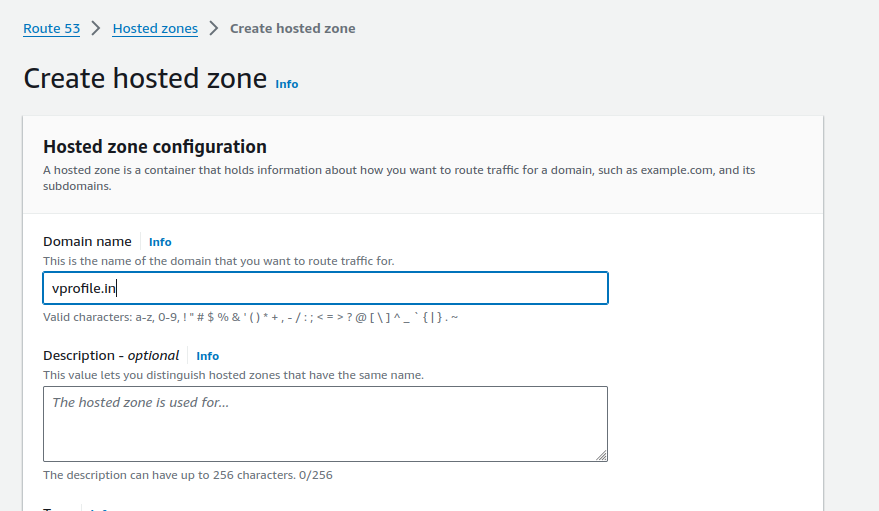 Route 53 > Hosted zones > Create hosted zone
Create hosted zone Info
Hosted zone configuration
A hosted zone is a container that holds information about how you want to route traffic for a domain, such as example.com, and its
subdomains.
Domain name Info
This is the name of the domain that you want to route traffic for.
vprofile.in
Valid characters: a-z, 0-9, ! " # $ % & ' ( ) * + , - / : ; < = > ? @ [ \ ] ^ _ ` { | } . ~
Description - optional Info
This value lets you distinguish hosted zones that have the same name.
The hosted zone is used for...
The description can have up to 256 characters. 0/256